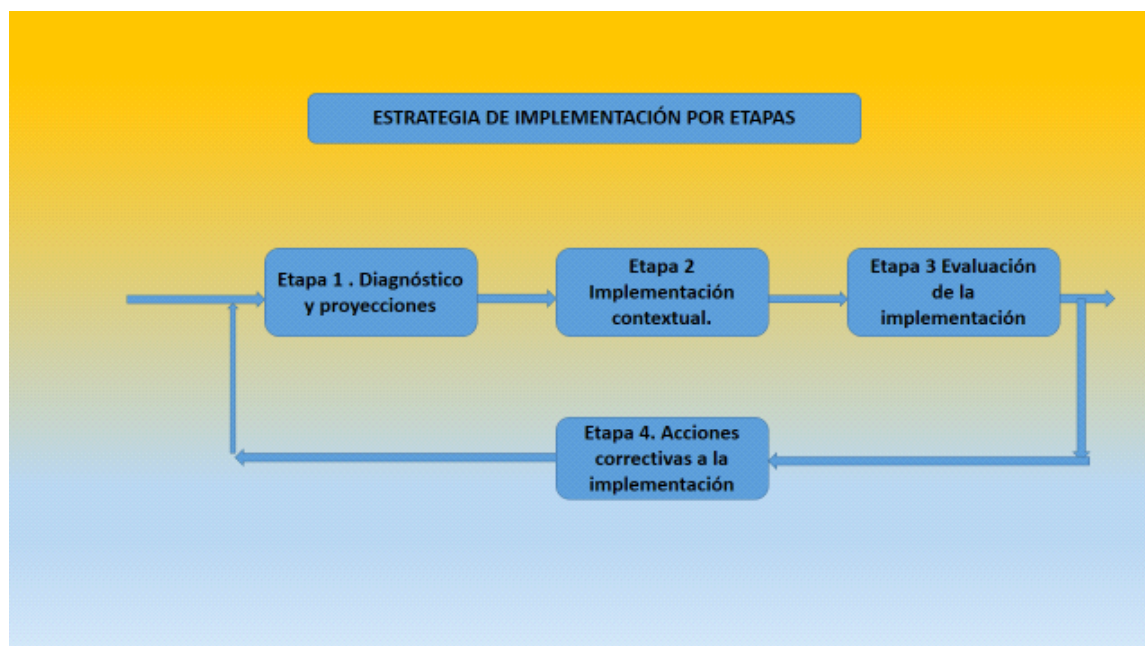 ESTRATEGIA DE IMPLEMENTACIÓN POR ETAPAS
Etapa 1 . Diagnóstico
y proyecciones
Etapa 2
Implementación
contextual.
Etapa 3 Evaluación
de la
implementación
Etapa 4. Acciones
correctivas a la
implementación